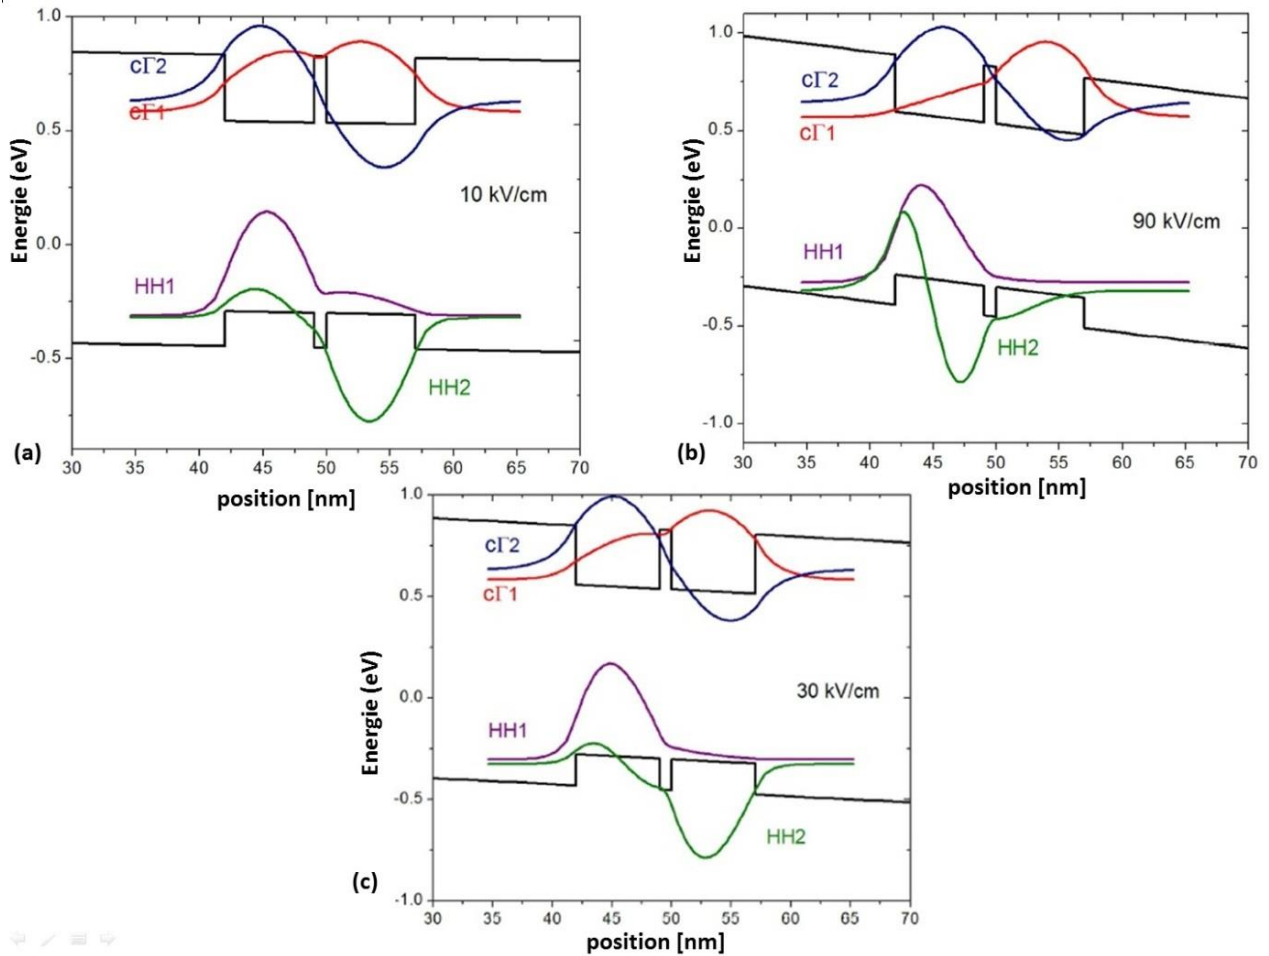 1.0
0.5
0.0
-0.5
Energie (eV)
cΓ2
cΓ1
10 kV/cm
HH1
HH2
(a)
30 35 40 45 50 55 60 65 70
position [nm]
1.0
0.5
0.0
-0.5
-1.0
Energie (eV)
cΓ2
cΓ1
90 kV/cm
HH1
HH2
(b)
30 35 40 45 50 55 60 65 70
position [nm]
1.0
0.5
0.0
-0.5
-1.0
Energie (eV)
cΓ2
cΓ1
30 kV/cm
HH1
HH2
(c)
30 35 40 45 50 55 60 65 70
position [nm]